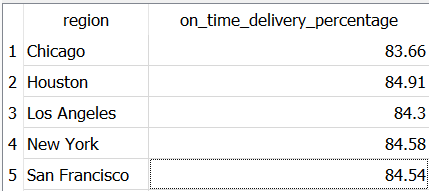 region on_time_delivery_percentage
1 Chicago 83.66
2 Houston 84.91
3 Los Angeles 84.3
4 New York 84.58
5 San Francisco 84.54